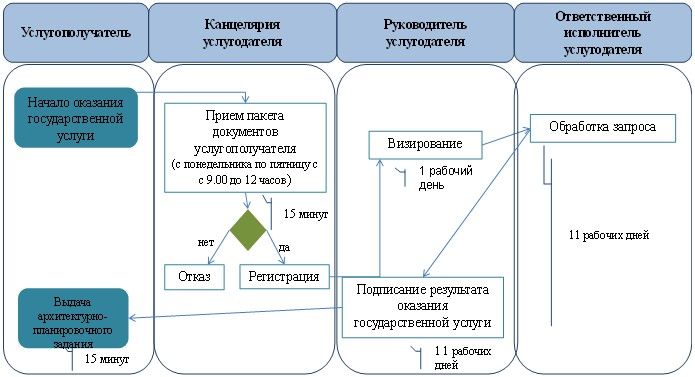 Услугополучатель
Канцелярия
услугодателя
Руководитель
услугодателя
Ответственный
исполнитель
услугодателя
Начало оказания
государственной
услуги
Прием пакета
документов
услугополучателя
(с понедельника по пятницу с
с 9.00 до 12 часов)
15 минут
нет
да
Отказ
Регистрация
Визирование
1 рабочий
день
Обработка запроса
11 рабочих дней
Подписание результата
оказания
государственной услуги
11 рабочих
дней
Выдача
архитектурно-
планировочного
задания
15 минут